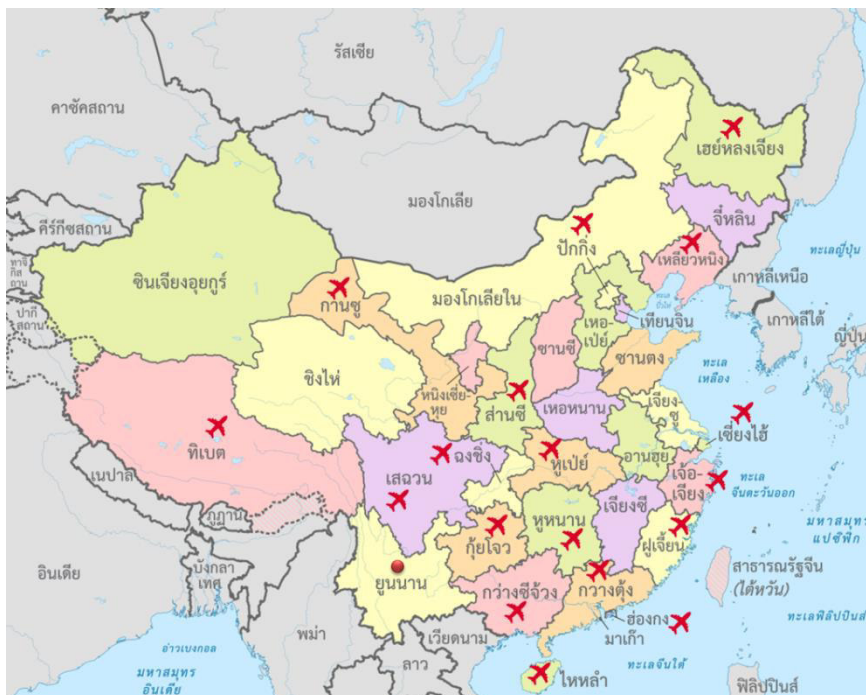 รัสเซีย
คาซัคสถาน
เฮย์หลงเจียง
มองโกเลีย
จี๋หลิน
คีร์กีซสถาน
ปักกิ่ง
เหลียวหนิง
ทะเลญี่ปุ่น
ทาจิ
กิส
ถาน
ซินเจียงอุยกูร์
กานซู
มองโกเลียใน
เกาหลีเหนือ
ปากี
สถาน
เทียนจิน
เกาหลีใต้
เหอ-
เป่ย์
ญี่ปุ่น
ชิงไห่
ซานซี
ซานตง
ทะเล
เหลือง
หนิงเซี่ย-
หุย
ส่านซี
เหอหนาน
เจียง-
ซู
เซี่ยงไฮ้
ทิเบต
เสฉวน
ฉงชิ่ง
หูเป่ย์
อานฮุย
เจ้อ-
เจียง
ทะเล
จีนตะวันออก
เนปาล
ภูฏาน
กุ้ยโจว
หูหนาน
เจียงซี
ฝูเจี้ยน
มหาสมุทร
แปซิฟิก
อินเดีย
บังกลา
เทศ
ยูนนาน
กว่างซีจ้วง
กวางตุ้ง
สาธารณรัฐจีน
(ไต้หวัน)
ฮ่องกง
มาเก๊า
ทะเลฟิลิปปินส์
พม่า
เวียดนาม
ลาว
อ่าวเบงกอล
มหาสมุทร
อินเดีย
ไหหลำ
ทะเลจีนใต้
ฟิลิปปินส์